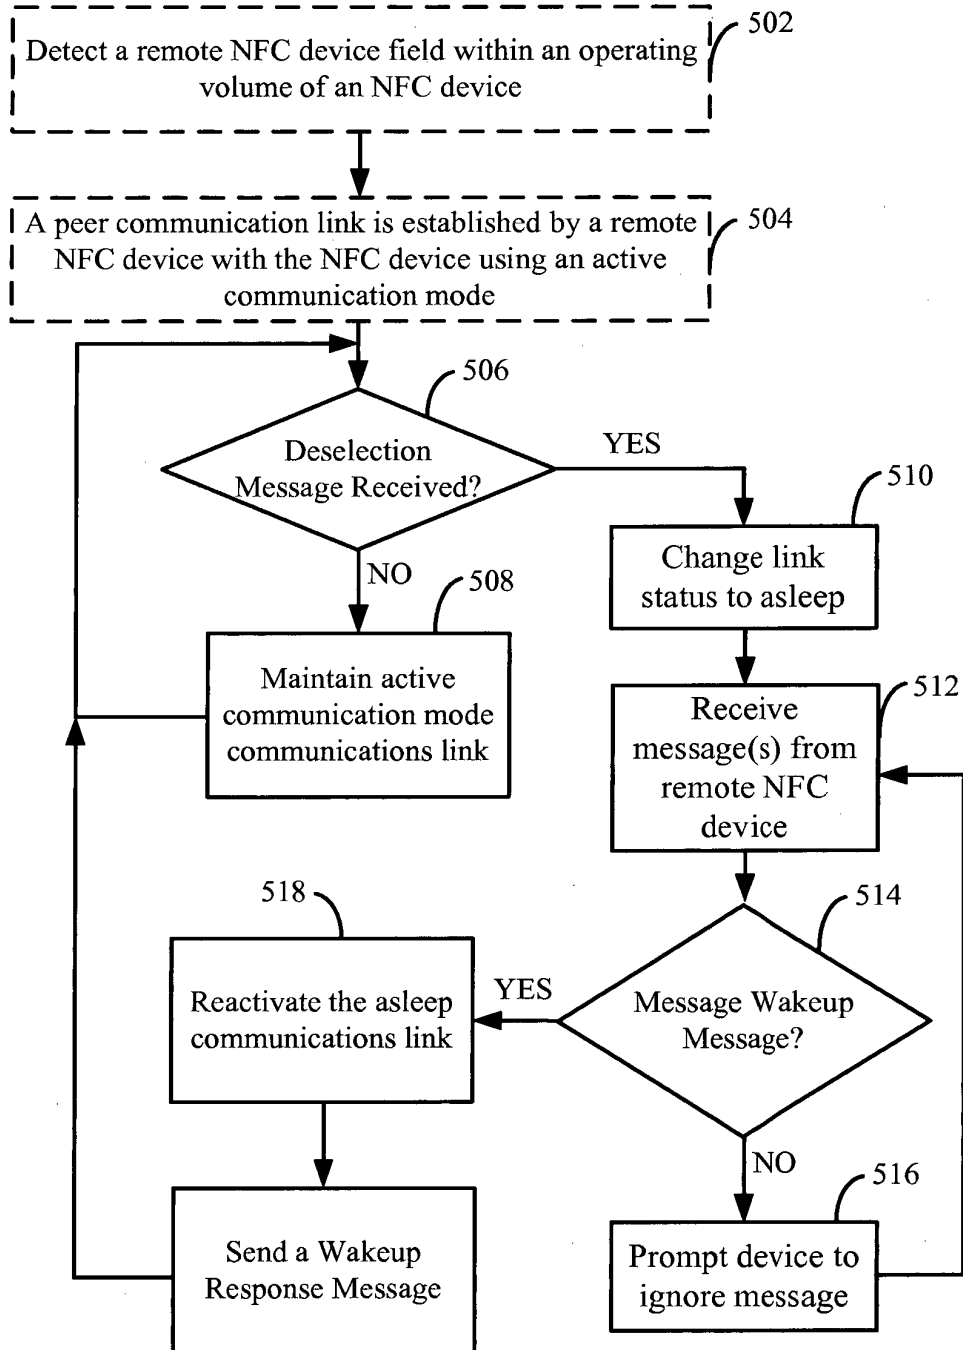 502
Detect a remote NFC device field within an operating
volume of an NFC device
504
A peer communication link is established by a remote
NFC device with the NFC device using an active
communication mode
506
Deselection
Message Received?
YES
NO
508
Maintain active
communication mode
communications link
510
Change link
status to asleep
512
Receive
message(s) from
remote NFC
device
514
Message Wakeup
Message?
YES
NO
518
Reactivate the asleep
communications link
516
Prompt device to
ignore message
Send a Wakeup
Response Message